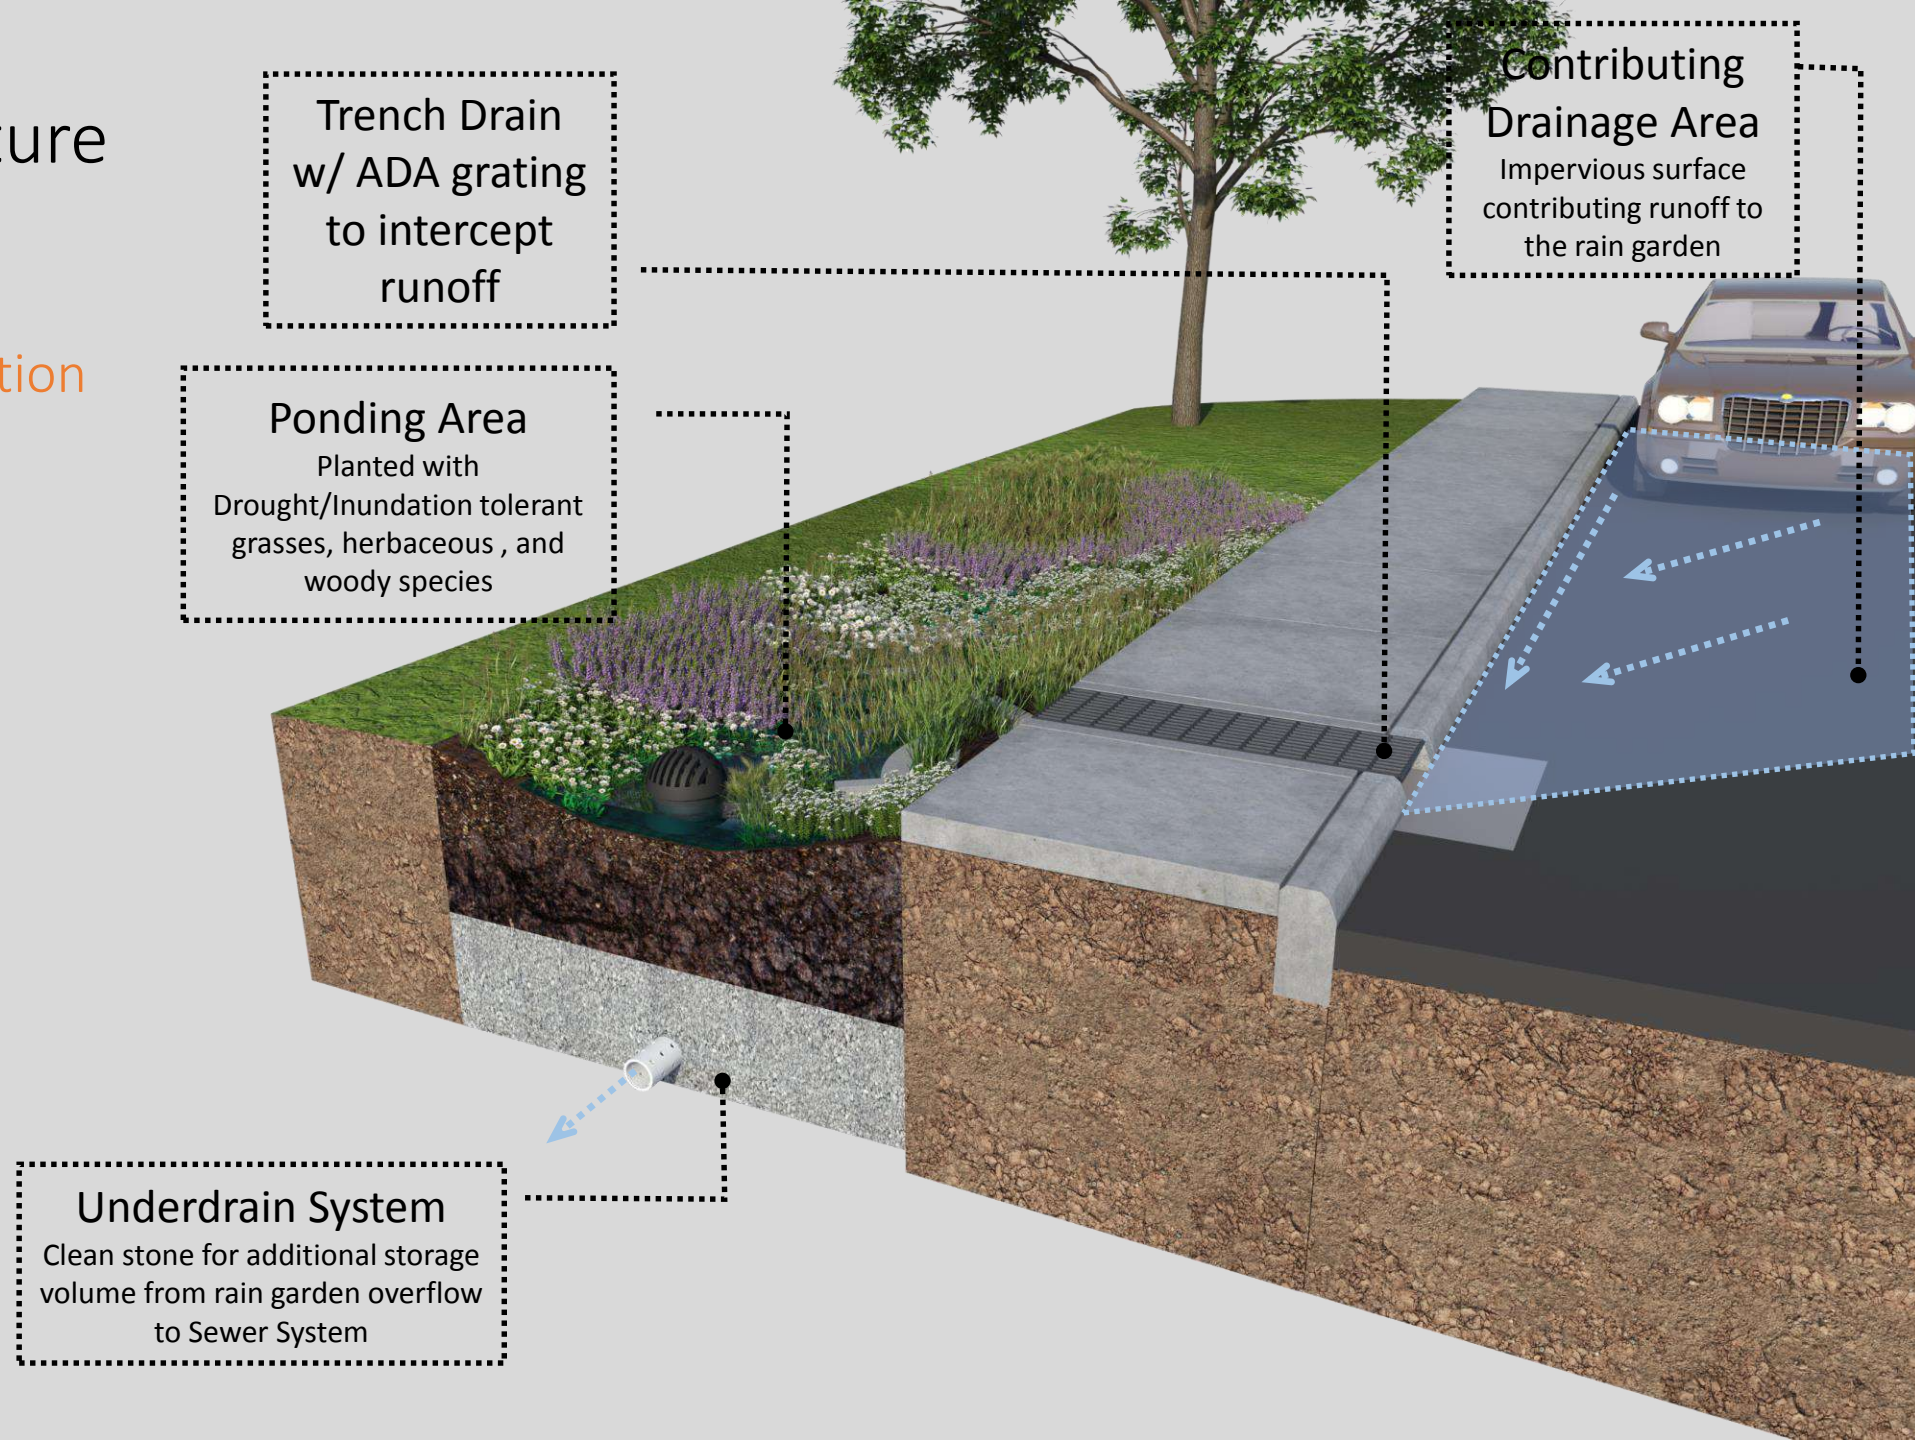 ture
tion
Trench Drain
w/ ADA grating
to intercept
runoff
Contributing
Drainage Area
Impervious surface
contributing runoff to
the rain garden
Ponding Area
Planted with
Drought/Inundation tolerant
grasses, herbaceous , and
woody species
Underdrain System
Clean stone for additional storage
volume from rain garden overflow
to Sewer System